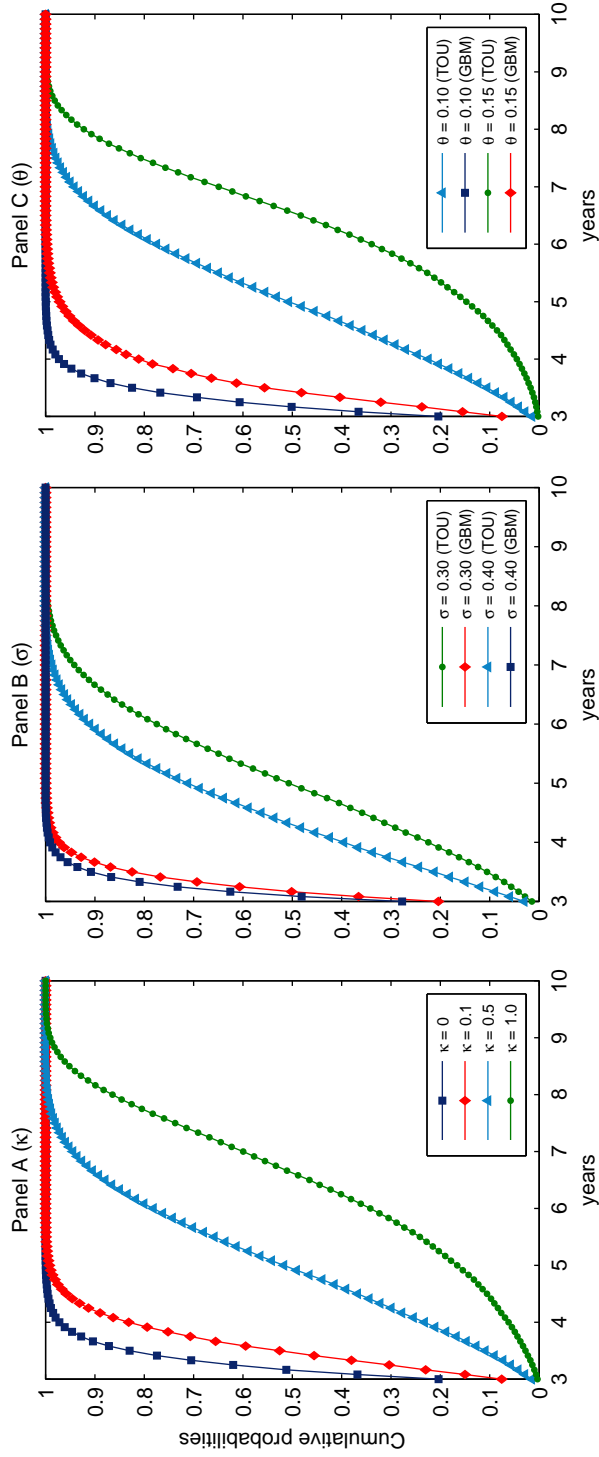 Panel A (κ)
Cumulative probabilities
1
0.9
0.8
0.7
0.6
0.5
0.4
0.3
0.2
0.1
0
3 4 5 6 7 8 9 10
years
κ = 0
κ = 0.1
κ = 0.5
κ = 1.0
Panel B (σ)
1
0.9
0.8
0.7
0.6
0.5
0.4
0.3
0.2
0.1
0
3 4 5 6 7 8 9 10
years
σ = 0.30 (TOU)
σ = 0.30 (GBM)
σ = 0.40 (TOU)
σ = 0.40 (GBM)
Panel C (θ)
1
0.9
0.8
0.7
0.6
0.5
0.4
0.3
0.2
0.1
0
3 4 5 6 7 8 9 10
years
θ = 0.10 (TOU)
θ = 0.10 (GBM)
θ = 0.15 (TOU)
θ = 0.15 (GBM)